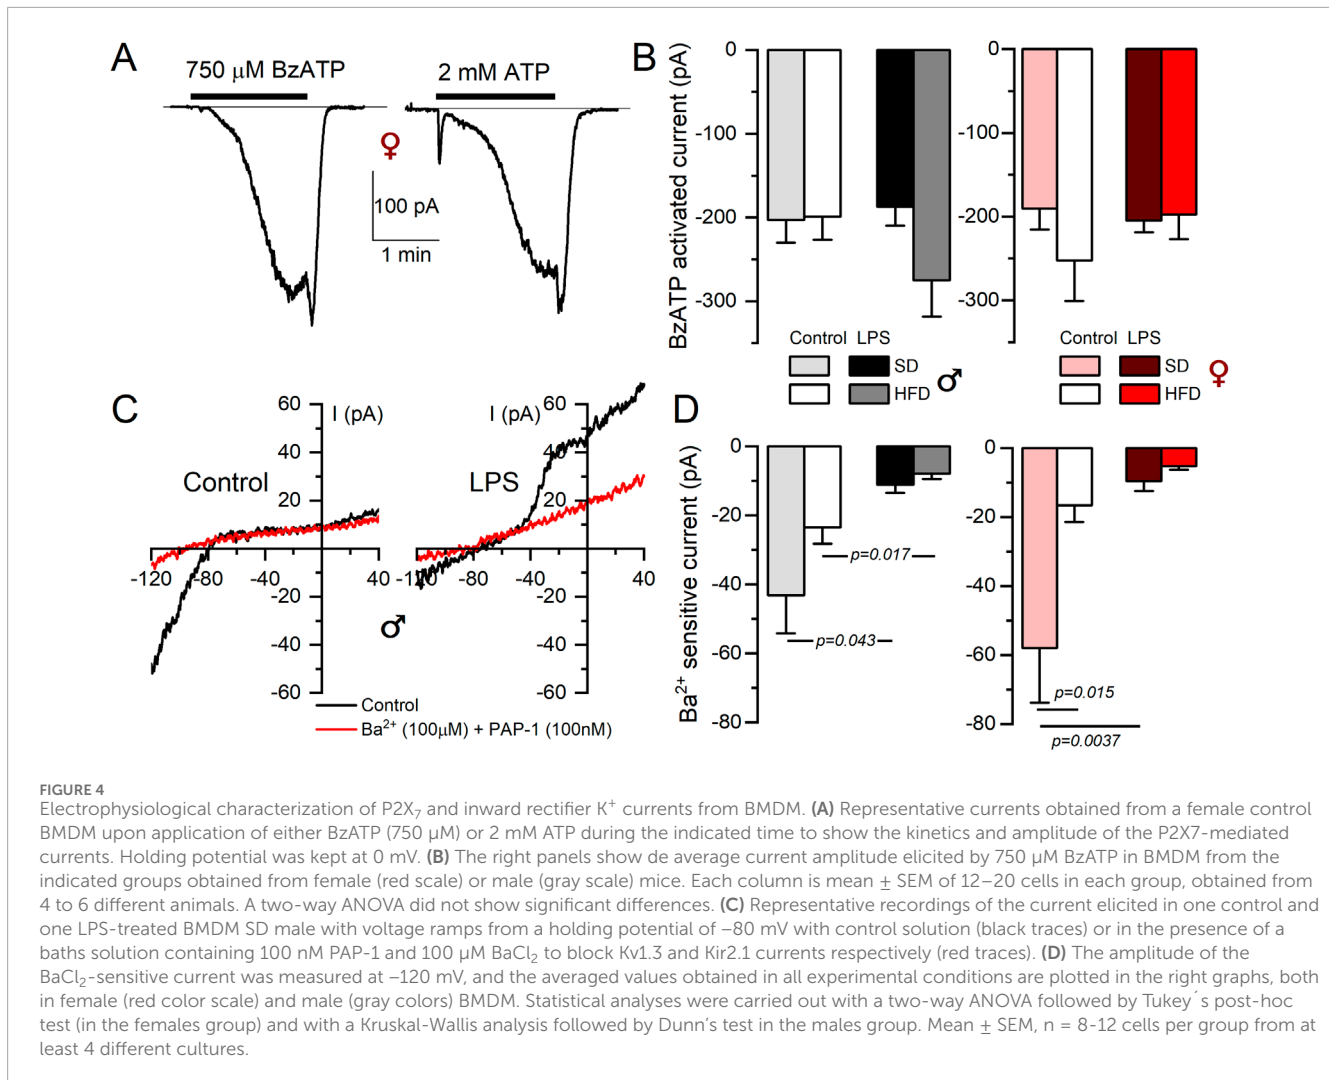 A
750 μM BzATP
2 mM ATP
♀
100 pA
1 min
B
BzATP activated current (pA)
0
-100
-200
-300
0
-100
-200
-300
Control LPS
SD
HFD
♂
Control LPS
SD
HFD
♀
C
I (pA)
60
40
20
-20
-40
-60
-120
-80
-40
0
40
Control
♂
I (pA)
60
40
20
-20
-40
-60
-120
-80
-40
0
40
LPS
Control
Ba²⁺ (100μM) + PAP-1 (100nM)
D
Ba²⁺ sensitive current (pA)
0
-20
-40
-60
-80
p=0.017
p=0.043
0
-20
-40
-60
-80
p=0.015
p=0.0037
FIGURE 4
Electrophysiological characterization of P2X₇ and inward rectifier K⁺ currents from BMDM. (A) Representative currents obtained from a female control
BMDM upon application of either BzATP (750 μM) or 2 mM ATP during the indicated time to show the kinetics and amplitude of the P2X7-mediated
currents. Holding potential was kept at 0 mV. (B) The right panels show de average current amplitude elicited by 750 μM BzATP in BMDM from the
indicated groups obtained from female (red scale) or male (gray scale) mice. Each column is mean ± SEM of 12–20 cells in each group, obtained from
4 to 6 different animals. A two-way ANOVA did not show significant differences. (C) Representative recordings of the current elicited in one control and
one LPS-treated BMDM SD male with voltage ramps from a holding potential of −80 mV with control solution (black traces) or in the presence of a
baths solution containing 100 nM PAP-1 and 100 μM BaCl₂ to block Kv1.3 and Kir2.1 currents respectively (red traces). (D) The amplitude of the
BaCl₂-sensitive current was measured at −120 mV, and the averaged values obtained in all experimental conditions are plotted in the right graphs, both
in female (red color scale) and male (gray colors) BMDM. Statistical analyses were carried out with a two-way ANOVA followed by Tukey´s post-hoc
test (in the females group) and with a Kruskal-Wallis analysis followed by Dunn's test in the males group. Mean ± SEM, n = 8-12 cells per group from at
least 4 different cultures.